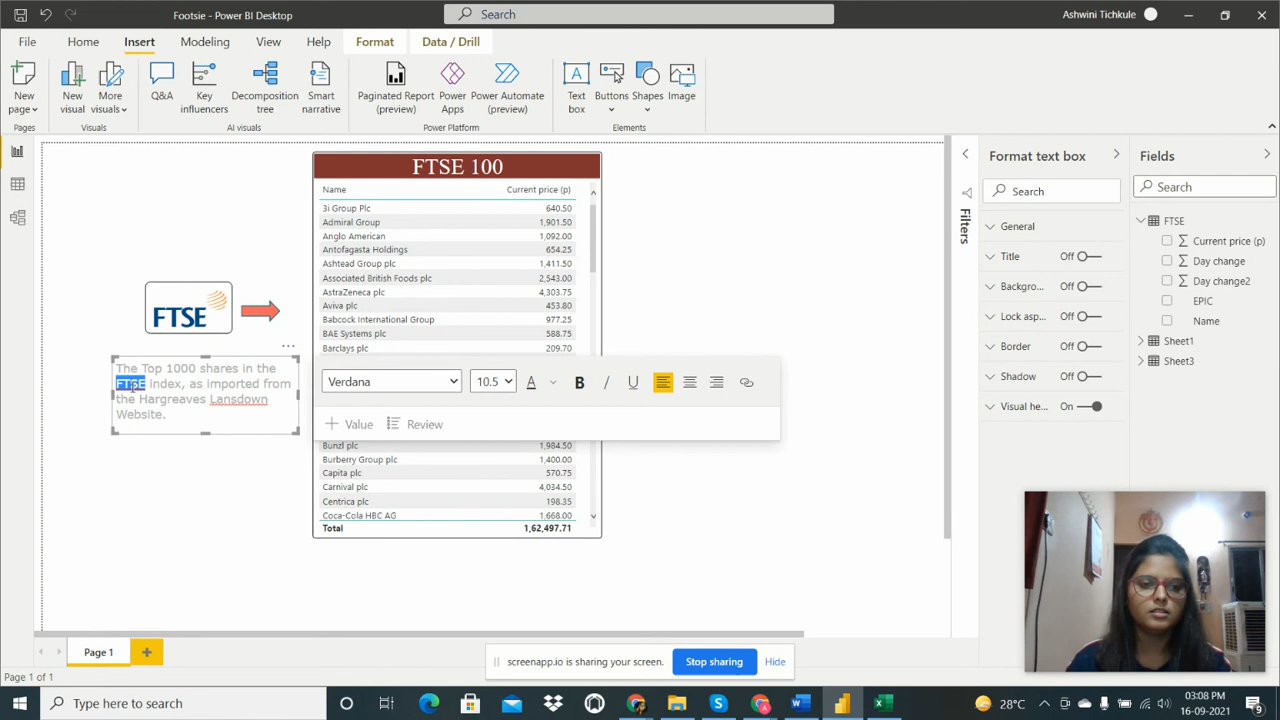 Footsie - Power BI Desktop
Search
Ashwini Tichkule
File
Home
Insert
Modeling
View
Help
Format
Data / Drill
New page
New visual
More visuals
Q&A
Key influencers
Decomposition tree
Smart narrative
Paginated Report (preview)
Power Apps
Power Automate (preview)
Text box
Buttons
Shapes
Image
Pages
Visuals
AI visuals
Power Platform
Elements
FTSE 100
Name Current price (p)
3i Group Plc 640.50
Admiral Group 1,901.50
Anglo American 1,092.00
Antofagasta Holdings 654.25
Ashtead Group plc 1,411.50
Associated British Foods plc 2,543.00
AstraZeneca plc 4,303.75
Aviva plc 453.80
Babcock International Group 977.25
BAE Systems plc 588.75
Barclays plc 209.70
Bunzl plc 1,984.50
Burberry Group plc 1,400.00
Capita plc 570.75
Carnival plc 4,034.50
Centrica plc 198.35
Coca-Cola HBC AG 1,668.00
Total 1,62,497.71
FTSE
The Top 1000 shares in the
FTSE Index, as imported from
the Hargreaves Lansdown
Website.
Verdana
10.5
A
B
I
U
Value
Review
Filters
Format text box
Search
General
Title Off
Backgro... Off
Lock asp... Off
Border Off
Shadow Off
Visual he... On
Fields
Search
FTSE
Current price (p)
Day change
Day change2
EPIC
Name
Sheet1
Sheet3
Page 1
Page 1 of 1
screenapp.io is sharing your screen.
Stop sharing
Hide
Type here to search
28°C
ENG
03:08 PM
16-09-2021